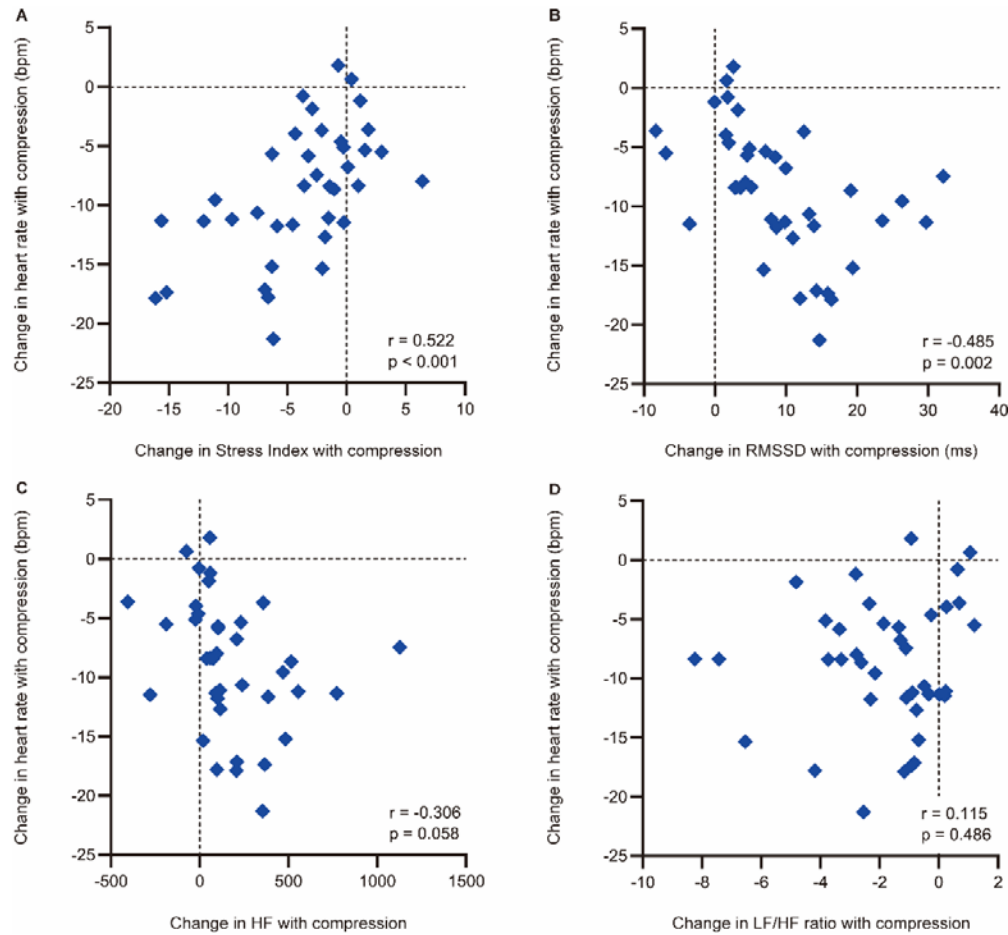 A
Change in heart rate with compression (bpm)
5
0
-5
-10
-15
-20
-25
-20
-15
-10
-5
0
5
10
r = 0.522
p < 0.001
Change in Stress Index with compression
B
Change in heart rate with compression (bpm)
5
0
-5
-10
-15
-20
-25
-10
0
10
20
30
40
r = -0.485
p = 0.002
Change in RMSSD with compression (ms)
C
Change in heart rate with compression (bpm)
5
0
-5
-10
-15
-20
-25
-500
0
500
1000
1500
r = -0.306
p = 0.058
Change in HF with compression
D
Change in heart rate with compression (bpm)
5
0
-5
-10
-15
-20
-25
-10
-8
-6
-4
-2
0
2
r = 0.115
p = 0.486
Change in LF/HF ratio with compression